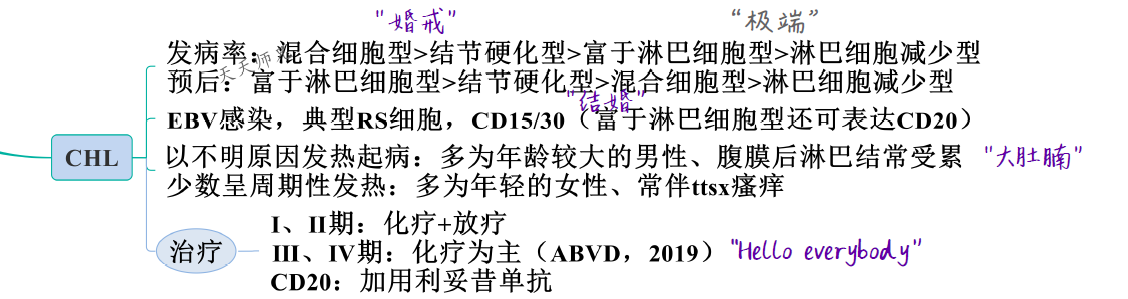 "婚戒" “极端”
发病率：混合细胞型>结节硬化型>富于淋巴细胞型>淋巴细胞减少型
预后：富于淋巴细胞型>结节硬化型>混合细胞型>淋巴细胞减少型
"结婚"
EBV感染，典型RS细胞，CD15/30（富于淋巴细胞型还可表达CD20）
CHL
以不明原因发热起病：多为年龄较大的男性、腹膜后淋巴结常受累 "大肚腩"
少数呈周期性发热：多为年轻的女性、常伴ttsx瘙痒
治疗
I、II期：化疗+放疗
III、IV期：化疗为主（ABVD，2019） "Hello everybody"
CD20：加用利妥昔单抗